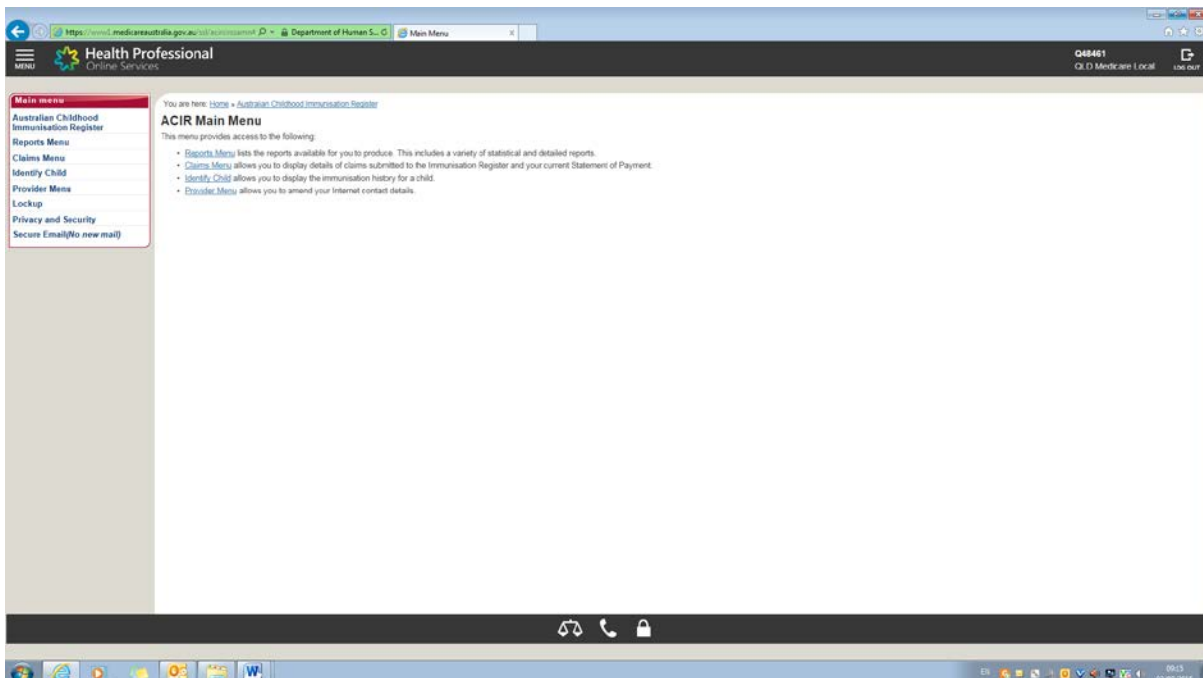 Department of Human S...
Main Menu
MENU
Health Professional
Online Services
Q48461
QLD Medicare Local
LOG OUT
Main menu
Australian Childhood
Immunisation Register
Reports Menu
Claims Menu
Identify Child
Provider Menu
Lockup
Privacy and Security
Secure Email(No new mail)
You are here: Home » Australian Childhood Immunisation Register
ACIR Main Menu
This menu provides access to the following:
• Reports Menu lists the reports available for you to produce. This includes a variety of statistical and detailed reports.
• Claims Menu allows you to display details of claims submitted to the Immunisation Register and your current Statement of Payment.
• Identify Child allows you to display the immunisation history for a child.
• Provider Menu allows you to amend your Internet contact details.
EN
09:15